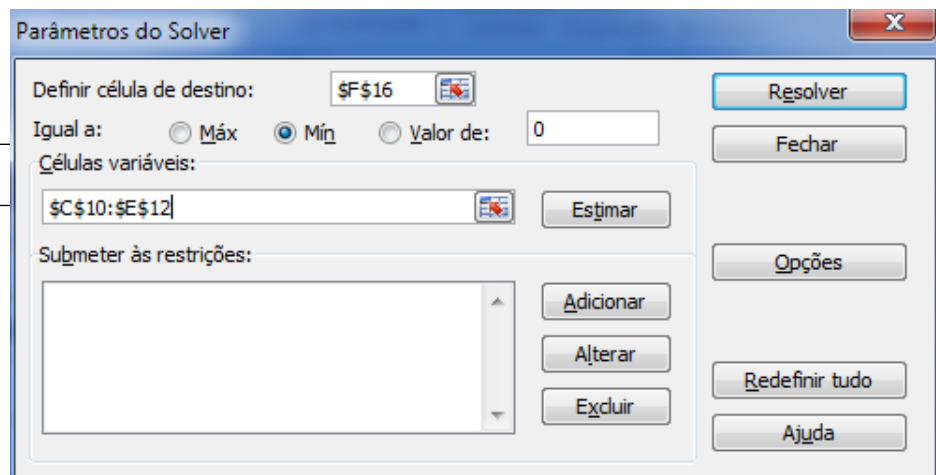 Parâmetros do Solver
Definir célula de destino: $F$16
Resolver
Igual a: Máx Mín Valor de: 0
Fechar
Células variáveis:
$C$10:$E$12
Estimar
Submeter às restrições:
Opções
Adicionar
Alterar
Redefinir tudo
Excluir
Ajuda